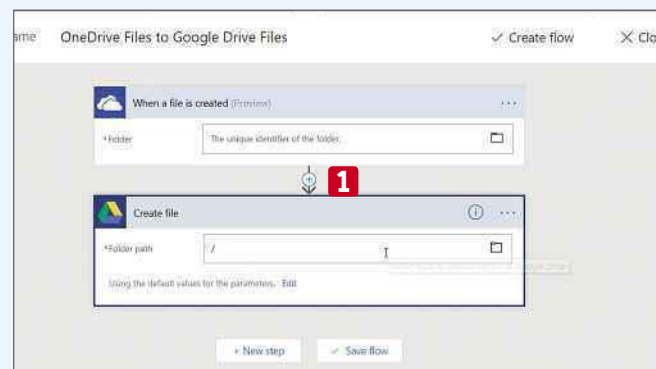 ame OneDrive Files to Google Drive Files ✓ Create flow × Clo
When a file is created (Preview) ...
*Folder The unique identifier of the folder.
1
Create file ...
*Folder path /
Using the default values for the parameters. Edit
+ New step ✓ Save flow